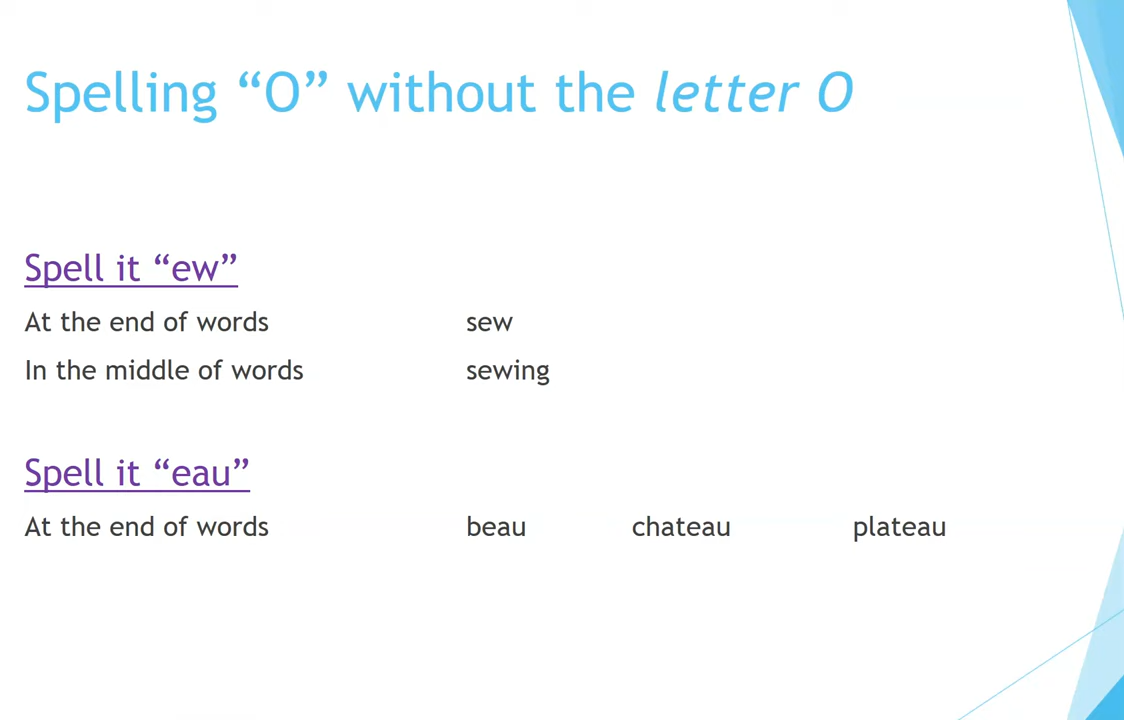 Spelling “O” without the letter O
Spell it “ew”
At the end of words sew
In the middle of words sewing
Spell it “eau”
At the end of words beau chateau plateau